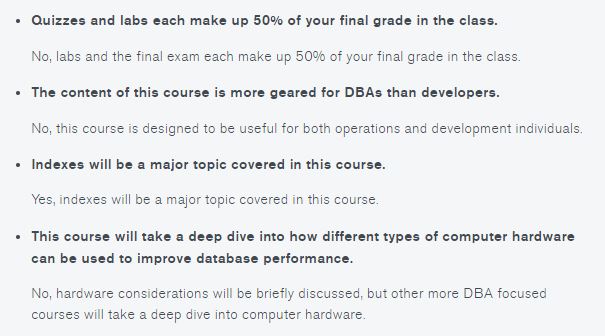 • Quizzes and labs each make up 50% of your final grade in the class.
No, labs and the final exam each make up 50% of your final grade in the class.
• The content of this course is more geared for DBAs than developers.
No, this course is designed to be useful for both operations and development individuals.
• Indexes will be a major topic covered in this course.
Yes, indexes will be a major topic covered in this course.
• This course will take a deep dive into how different types of computer hardware
can be used to improve database performance.
No, hardware considerations will be briefly discussed, but other more DBA focused
courses will take a deep dive into computer hardware.